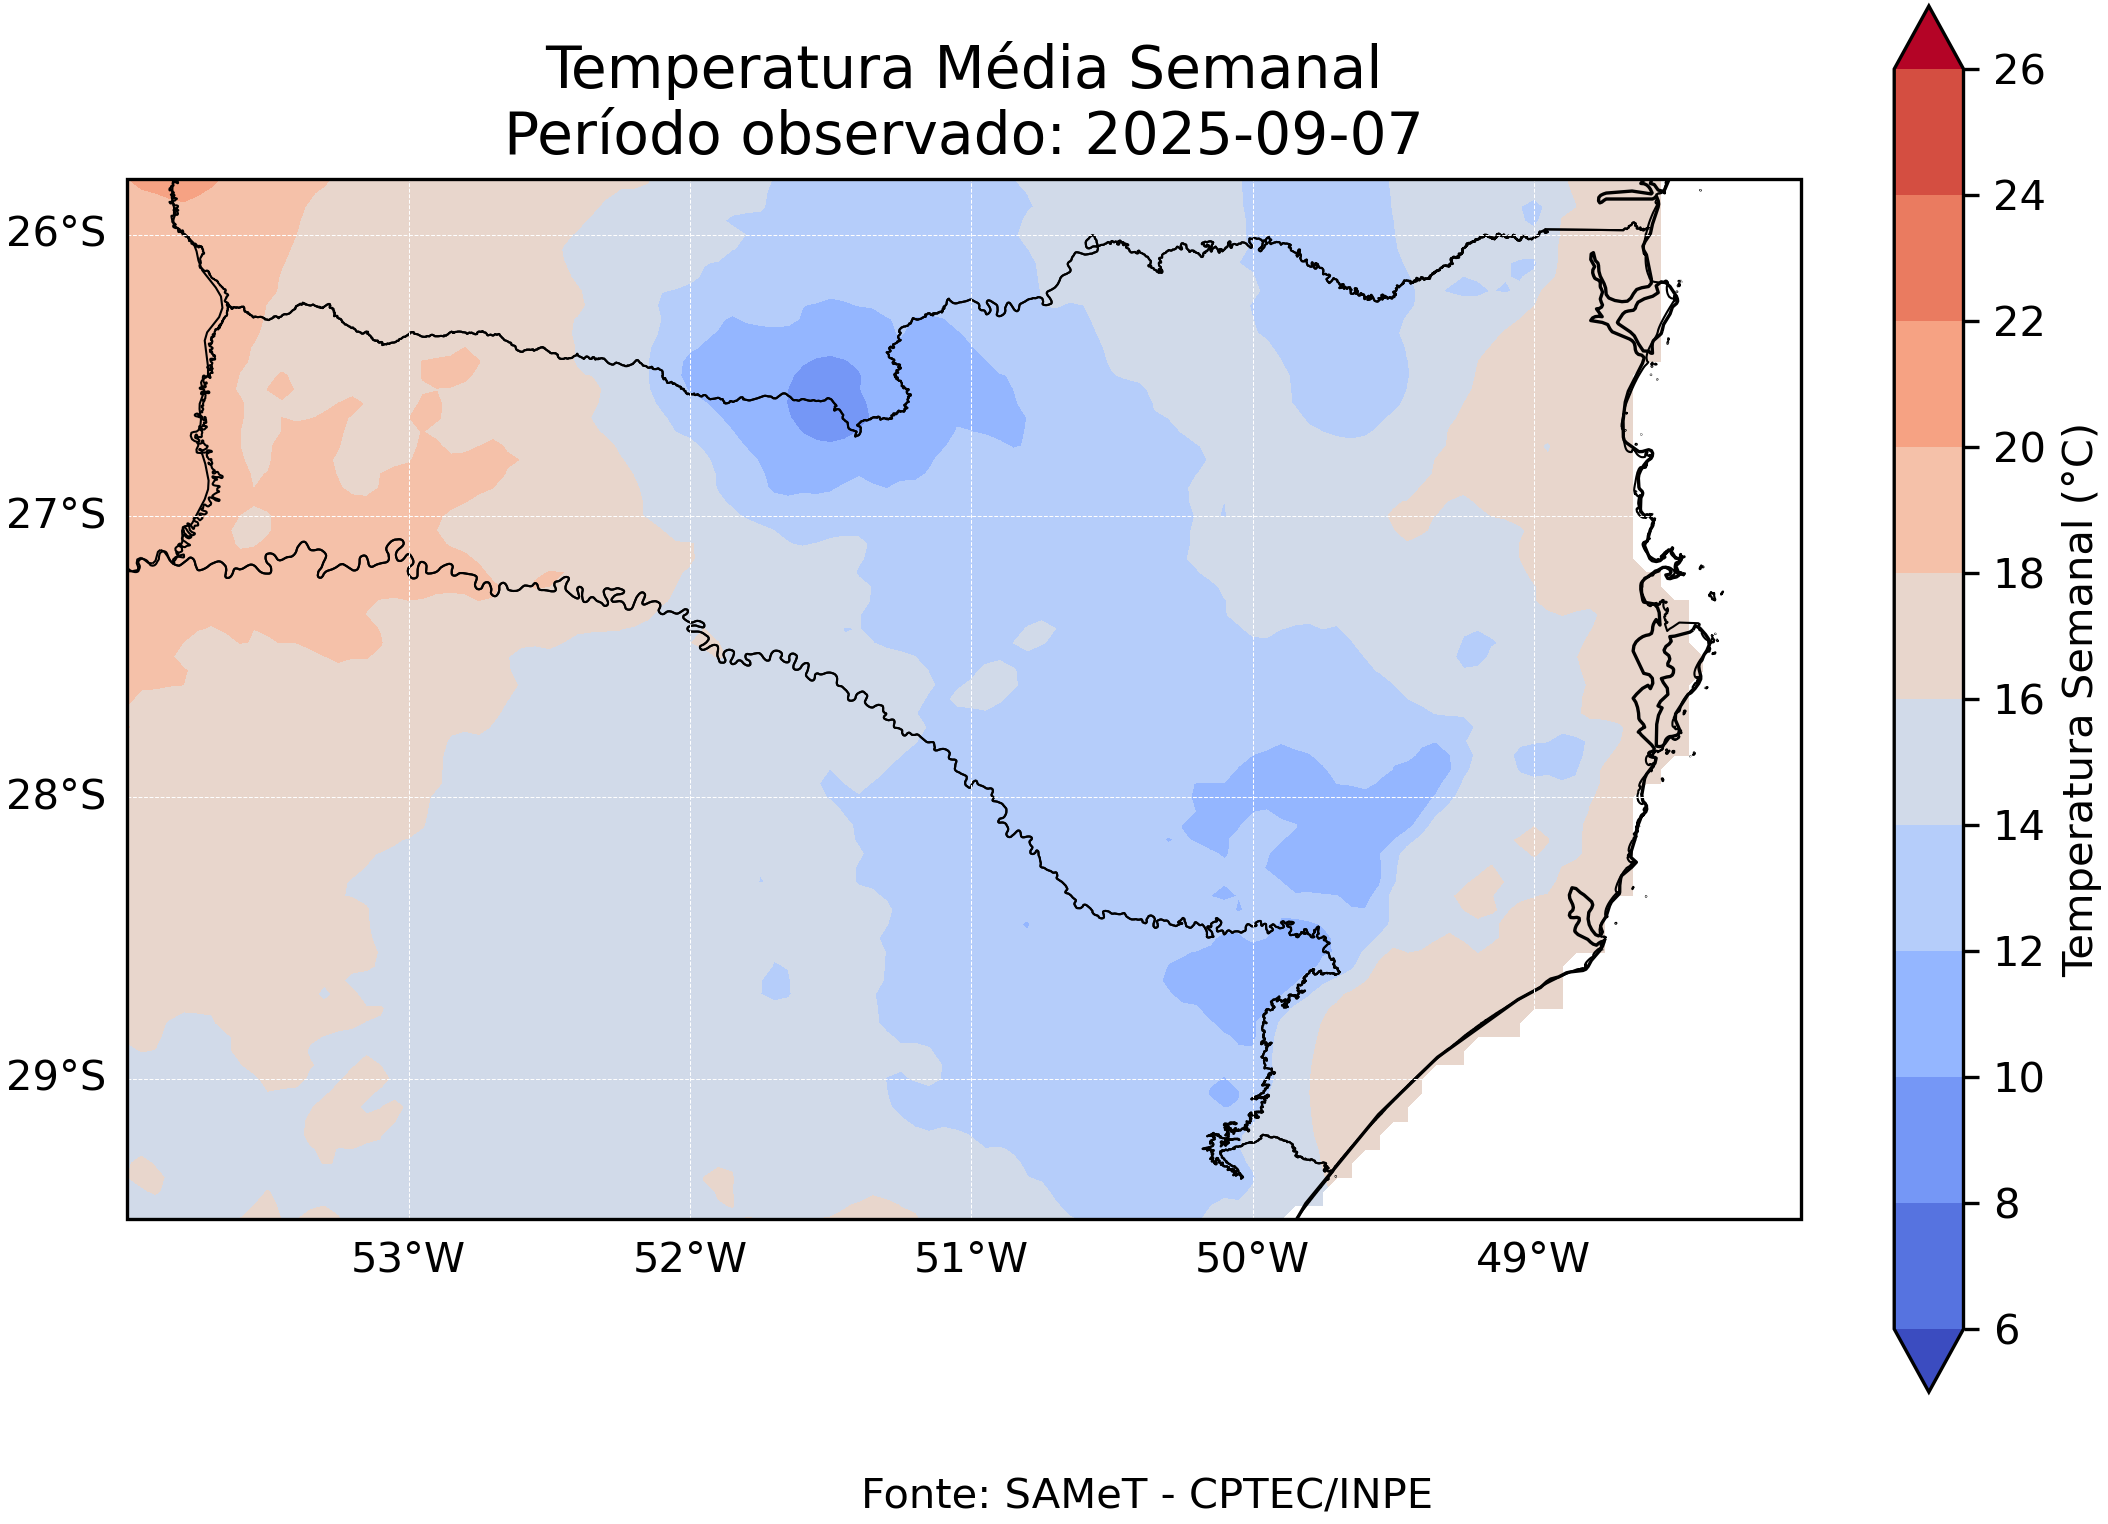 Temperatura Média Semanal
Período observado: 2025-09-07
26°S
27°S
28°S
29°S
53°W
52°W
51°W
50°W
49°W
26
24
22
20
18
16
14
12
10
8
6
Temperatura Semanal (°C)
Fonte: SAMeT - CPTEC/INPE